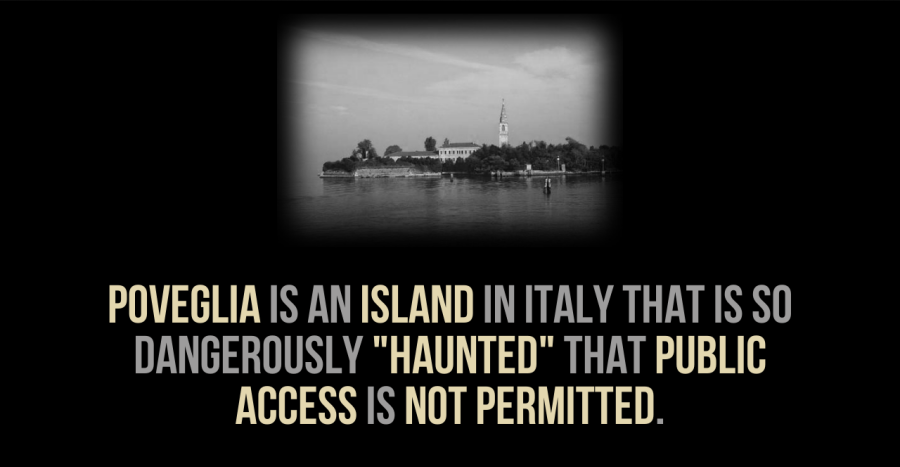 POVEGLIA IS AN ISLAND IN ITALY THAT IS SO
DANGEROUSLY "HAUNTED" THAT PUBLIC
ACCESS IS NOT PERMITTED.